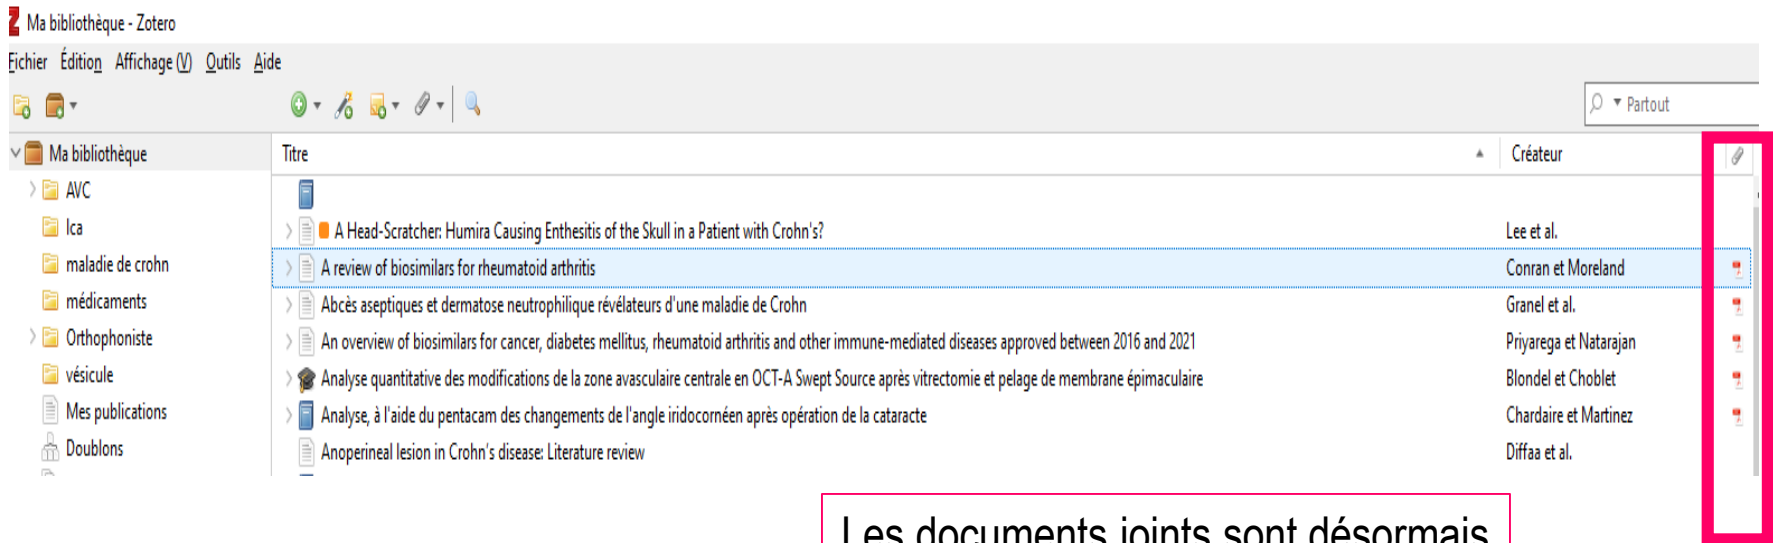 Z Ma bibliothèque - Zotero
Fichier Édition Affichage (V) Outils Aide
Partout
Ma bibliothèque
Titre Créateur
AVC
lca
A Head-Scratcher: Humira Causing Enthesitis of the Skull in a Patient with Crohn's? Lee et al.
maladie de crohn
A review of biosimilars for rheumatoid arthritis Conran et Moreland
médicaments
Abcès aseptiques et dermatose neutrophilique révélateurs d'une maladie de Crohn Granel et al.
Orthophoniste
An overview of biosimilars for cancer, diabetes mellitus, rheumatoid arthritis and other immune-mediated diseases approved between 2016 and 2021 Priyarega et Natarajan
vésicule
Analyse quantitative des modifications de la zone avasculaire centrale en OCT-A Swept Source après vitrectomie et pelage de membrane épimaculaire Blondel et Choblet
Mes publications
Analyse, à l'aide du pentacam des changements de l'angle iridocornéen après opération de la cataracte Chardaire et Martinez
Doublons
Anoperineal lesion in Crohn's disease: Literature review Diffaa et al.
Les documents joints sont désormais